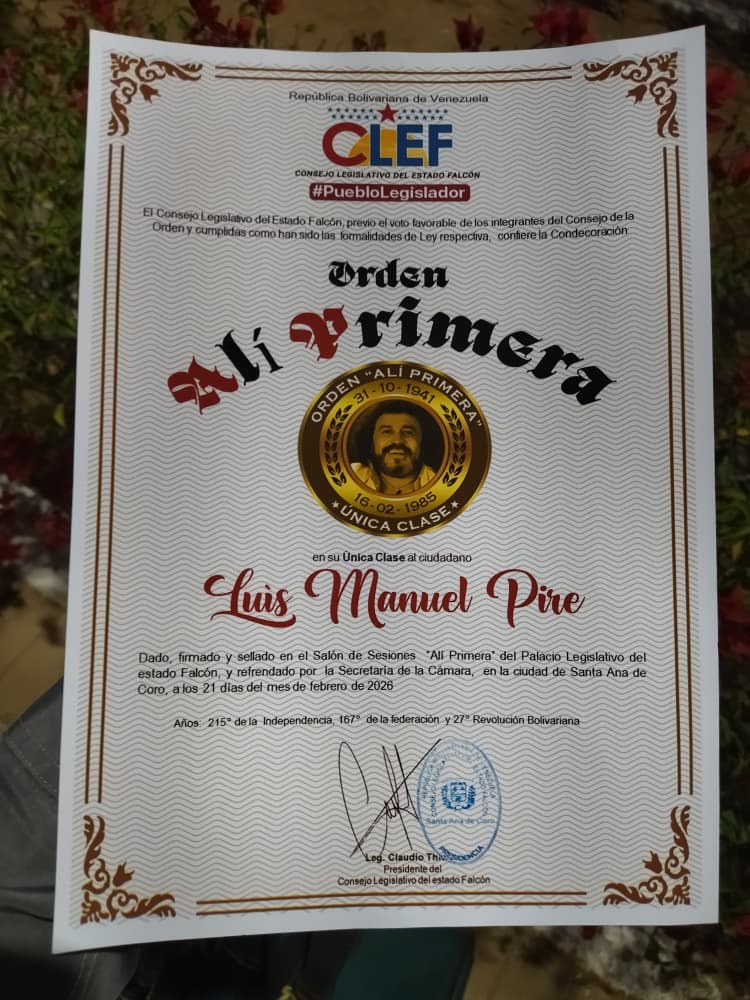 República Bolivariana de Venezuela
CLEF
CONSEJO LEGISLATIVO DEL ESTADO FALCÓN
#PuebloLegislador
El Consejo Legislativo del Estado Falcón, previo el voto favorable de los integrantes del Consejo de la
Orden y cumplidas como han sido las formalidades de Ley respectiva, confiere la Condecoración
Orden
Alí Primera
ORDEN "ALÍ PRIMERA"
31-10-1941
16-02-1985
ÚNICA CLASE
en su Única Clase al ciudadano
Luis Manuel Pire
Dado, firmado y sellado en el Salón de Sesiones "Alí Primera" del Palacio Legislativo del
estado Falcón, y refrendado por la Secretaría de la Cámara, en la ciudad de Santa Ana de
Coro, a los 21 días del mes de febrero de 2026
Años: 215° de la Independencia, 167° de la federación y 27° Revolución Bolivariana
Santa Ana de Coro
PRESIDENCIA
Leg. Claudio
Presidente del
Consejo Legislativo del estado Falcón